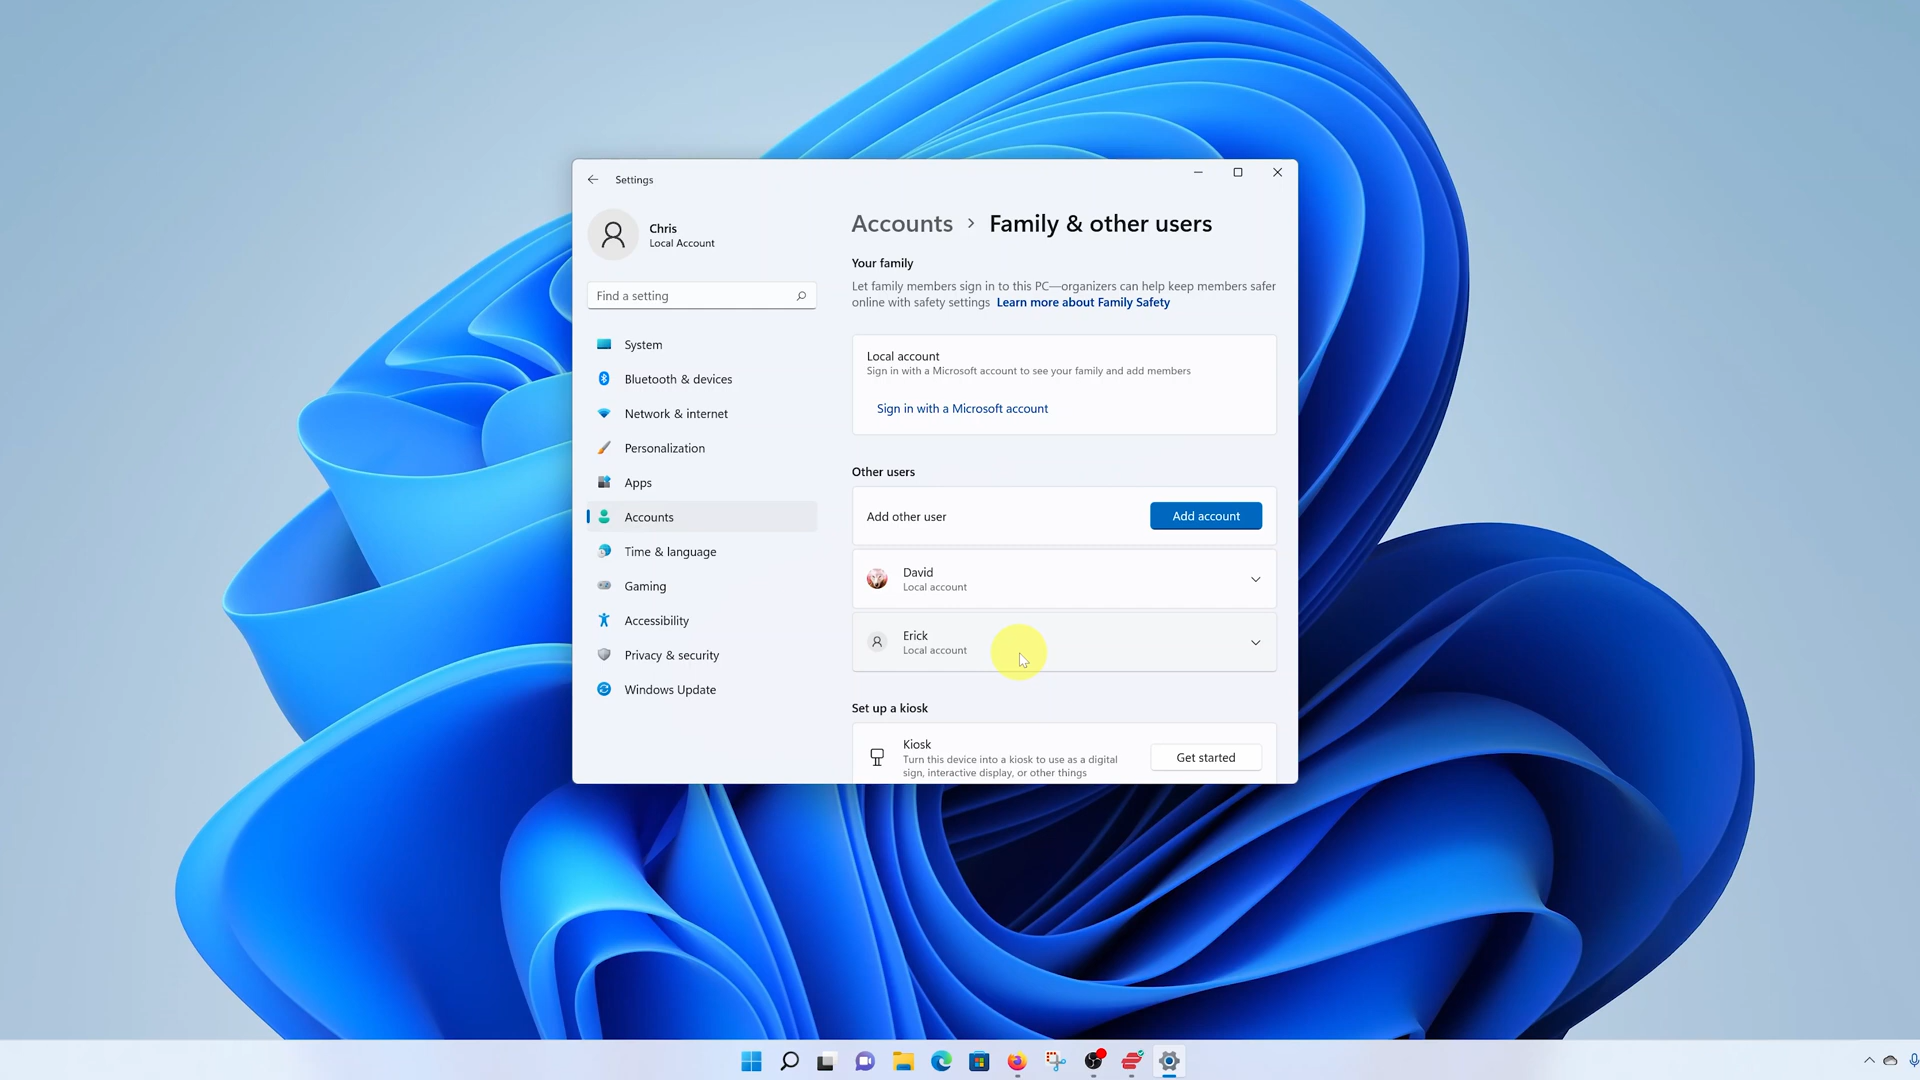 Settings
Chris
Local Account
Find a setting
System
Bluetooth & devices
Network & internet
Personalization
Apps
Accounts
Time & language
Gaming
Accessibility
Privacy & security
Windows Update
Accounts > Family & other users
Your family
Let family members sign in to this PC—organizers can help keep members safer
online with safety settings Learn more about Family Safety
Local account
Sign in with a Microsoft account to see your family and add members
Sign in with a Microsoft account
Other users
Add other user
Add account
David
Local account
Erick
Local account
Set up a kiosk
Kiosk
Turn this device into a kiosk to use as a digital
sign, interactive display, or other things
Get started